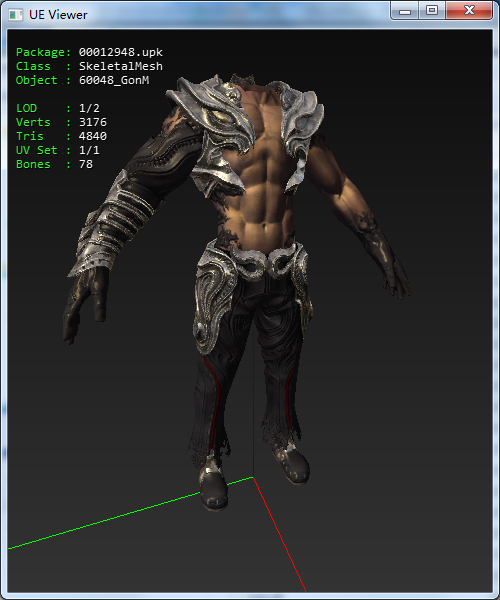 UE Viewer
Package: 00012948.upk
Class  : SkeletalMesh
Object : 60048_GonM
LOD    : 1/2
Verts  : 3176
Tris   : 4840
UV Set : 1/1
Bones  : 78